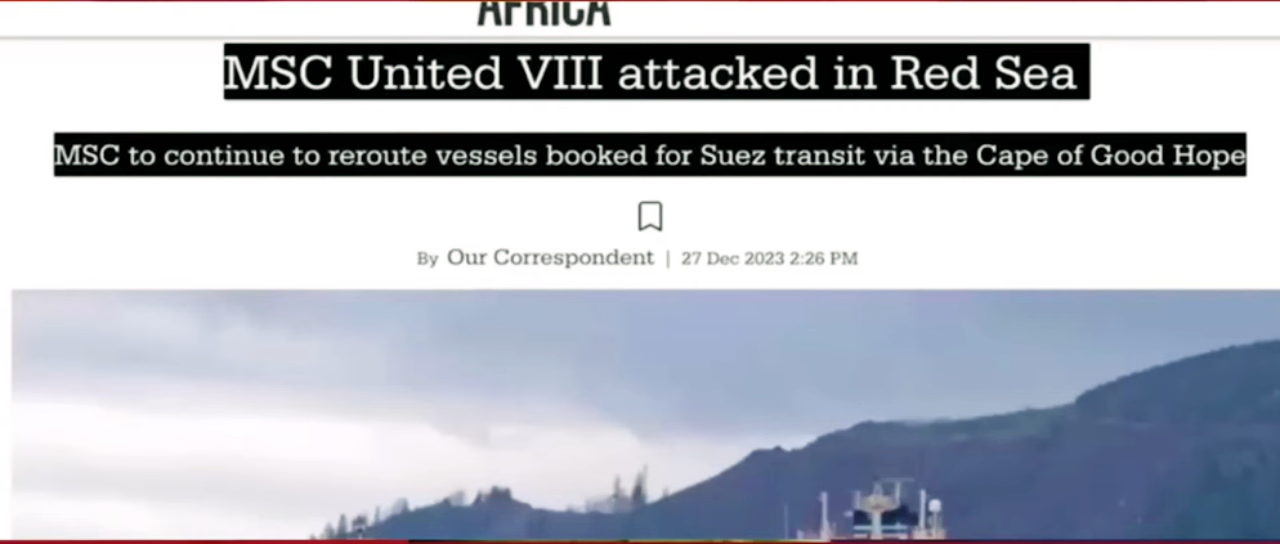 AFRICA
MSC United VIII attacked in Red Sea
MSC to continue to reroute vessels booked for Suez transit via the Cape of Good Hope
By Our Correspondent | 27 Dec 2023 2:26 PM